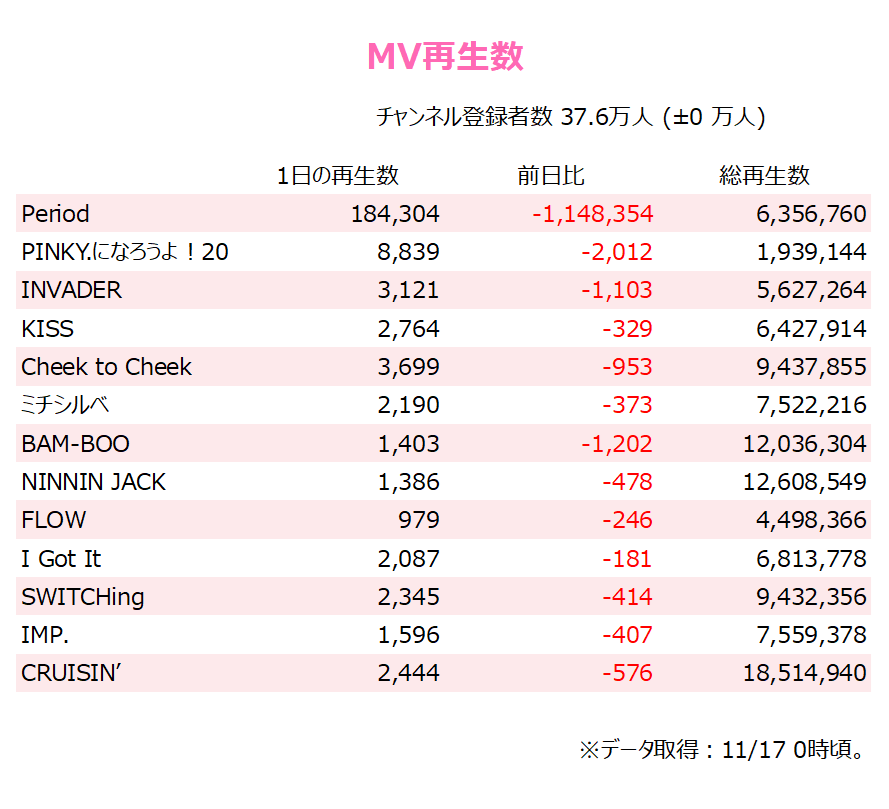 MV再生数
チャンネル登録者数 37.6万人 (±0 万人)
1日の再生数 前日比 総再生数
Period 184,304 -1,148,354 6,356,760
PINKY.になろうよ！20 8,839 -2,012 1,939,144
INVADER 3,121 -1,103 5,627,264
KISS 2,764 -329 6,427,914
Cheek to Cheek 3,699 -953 9,437,855
ミチシルベ 2,190 -373 7,522,216
BAM-BOO 1,403 -1,202 12,036,304
NINNIN JACK 1,386 -478 12,608,549
FLOW 979 -246 4,498,366
I Got It 2,087 -181 6,813,778
SWITCHing 2,345 -414 9,432,356
IMP. 1,596 -407 7,559,378
CRUISIN’ 2,444 -576 18,514,940
※データ取得：11/17 0時頃。